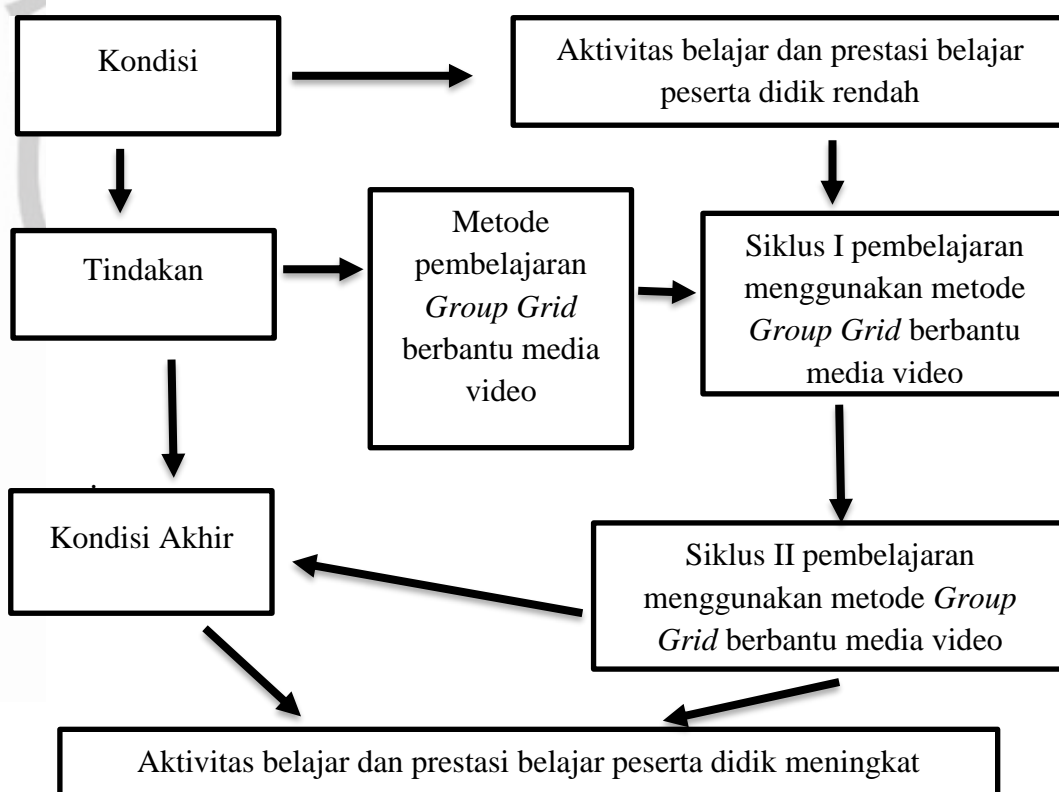 Kondisi
Aktivitas belajar dan prestasi belajar
peserta didik rendah
Tindakan
Metode
pembelajaran
Group Grid
berbantu media
video
Siklus I pembelajaran
menggunakan metode
Group Grid berbantu
media video
Kondisi Akhir
Siklus II pembelajaran
menggunakan metode Group
Grid berbantu media video
Aktivitas belajar dan prestasi belajar peserta didik meningkat